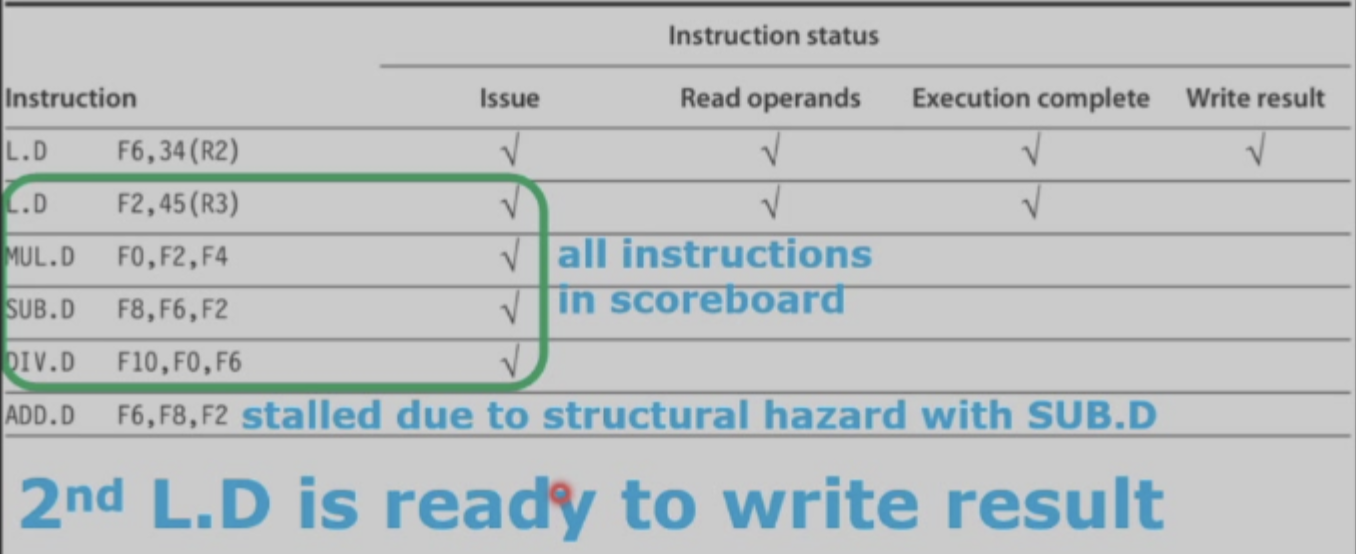 Instruction status
Instruction Issue Read operands Execution complete Write result
L.D F6,34(R2) √ √ √ √
L.D F2,45(R3) √ √ √
MUL.D F0,F2,F4 √ all instructions
in scoreboard
SUB.D F8,F6,F2 √
DIV.D F10,F0,F6 √
ADD.D F6,F8,F2 stalled due to structural hazard with SUB.D
2nd L.D is ready to write result